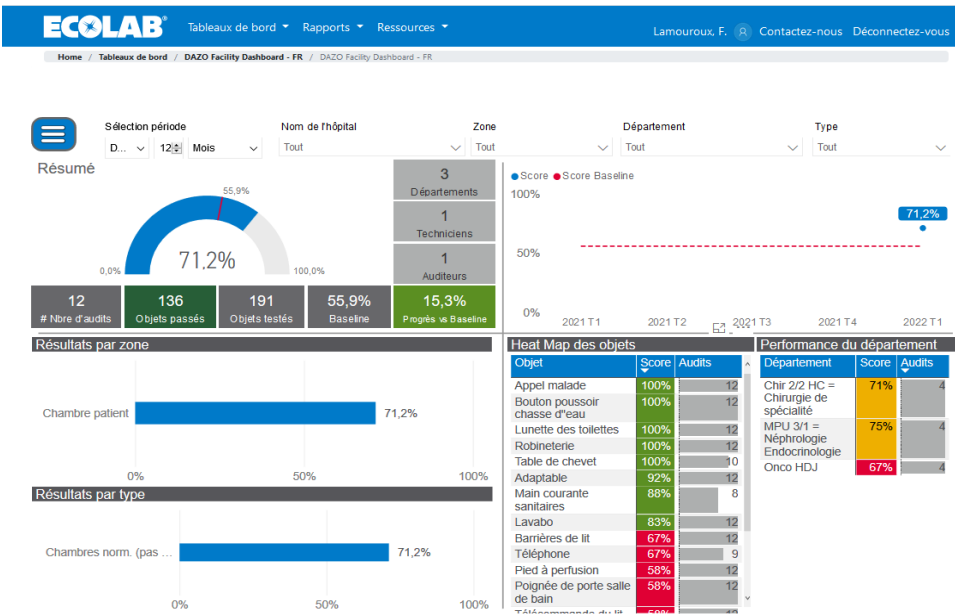 ECOLAB®
Tableaux de bord Rapports Ressources
Lamouroux, F. Contactez-nous Déconnectez-vous
Home / Tableaux de bord / DAZO Facility Dashboard - FR / DAZO Facility Dashboard - FR
Sélection période
Nom de l'hôpital
Zone
Département
Type
D... 12 Mois
Tout
Tout
Tout
Tout
Résumé
55,9%
71,2%
0,0%
100,0%
3
Départements
1
Techniciens
1
Auditeurs
12
# Nbre d'audits
136
Objets passés
191
Objets testés
55,9%
Baseline
15,3%
Progrès vs Baseline
Score Score Baseline
100%
71,2%
50%
0%
2021 T1 2021 T2 2021 T3 2021 T4 2022 T1
Résultats par zone
Chambre patient
71,2%
0% 50% 100%
Résultats par type
Chambres norm. (pas ...
71,2%
0% 50% 100%
Heat Map des objets
Objet Score Audits
Appel malade 100% 12
Bouton poussoir 100% 12
chasse d"eau
Lunette des toilettes 100% 12
Robineterie 100% 12
Table de chevet 100% 10
Adaptable 92% 12
Main courante 88% 8
sanitaires
Lavabo 83% 12
Barrières de lit 67% 12
Téléphone 67% 9
Pied à perfusion 58% 12
Poignée de porte salle 58% 12
de bain
Télécommande du lit 58% 12
Performance du département
Département Score Audits
Chir 2/2 HC = 71% 4
Chirurgie de
spécialité
MPU 3/1 = 75% 4
Néphrologie
Endocrinologie
Onco HDJ 67% 4